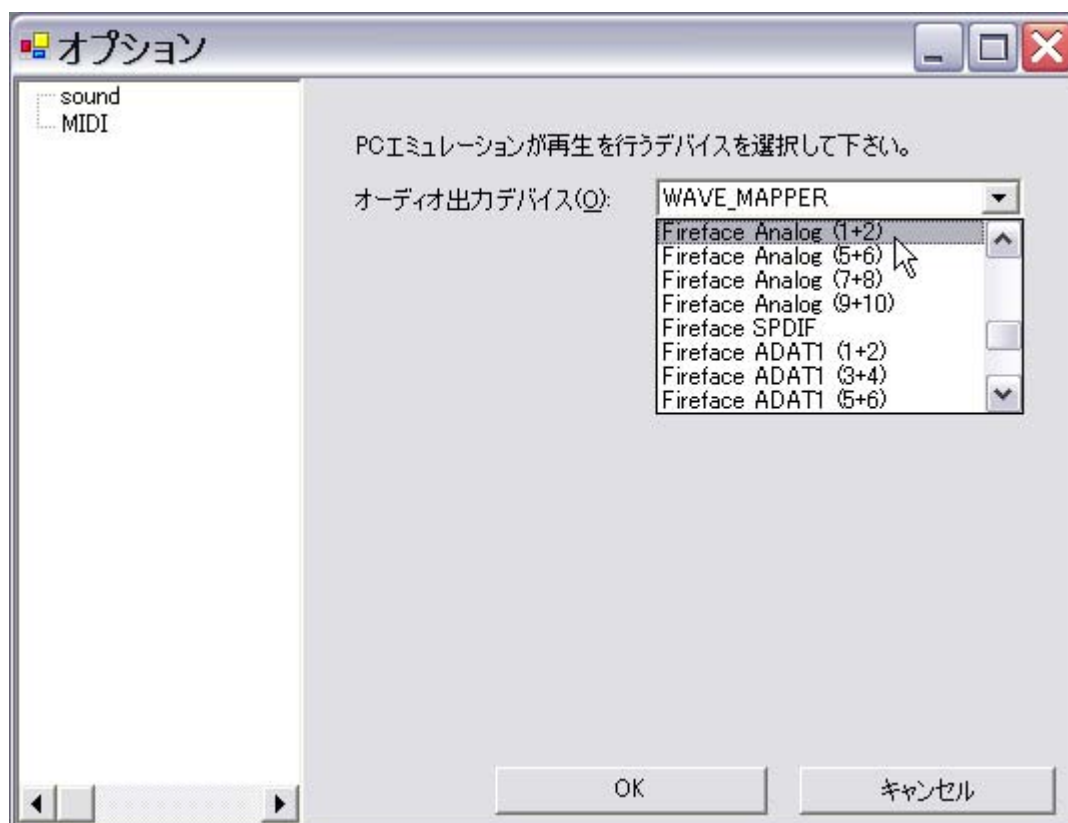 オプション
sound
MIDI
PCエミュレーションが再生を行うデバイスを選択して下さい。
オーディオ出力デバイス(O):
WAVE_MAPPER
Fireface Analog (1+2)
Fireface Analog (5+6)
Fireface Analog (7+8)
Fireface Analog (9+10)
Fireface SPDIF
Fireface ADAT1 (1+2)
Fireface ADAT1 (3+4)
Fireface ADAT1 (5+6)
OK
キャンセル